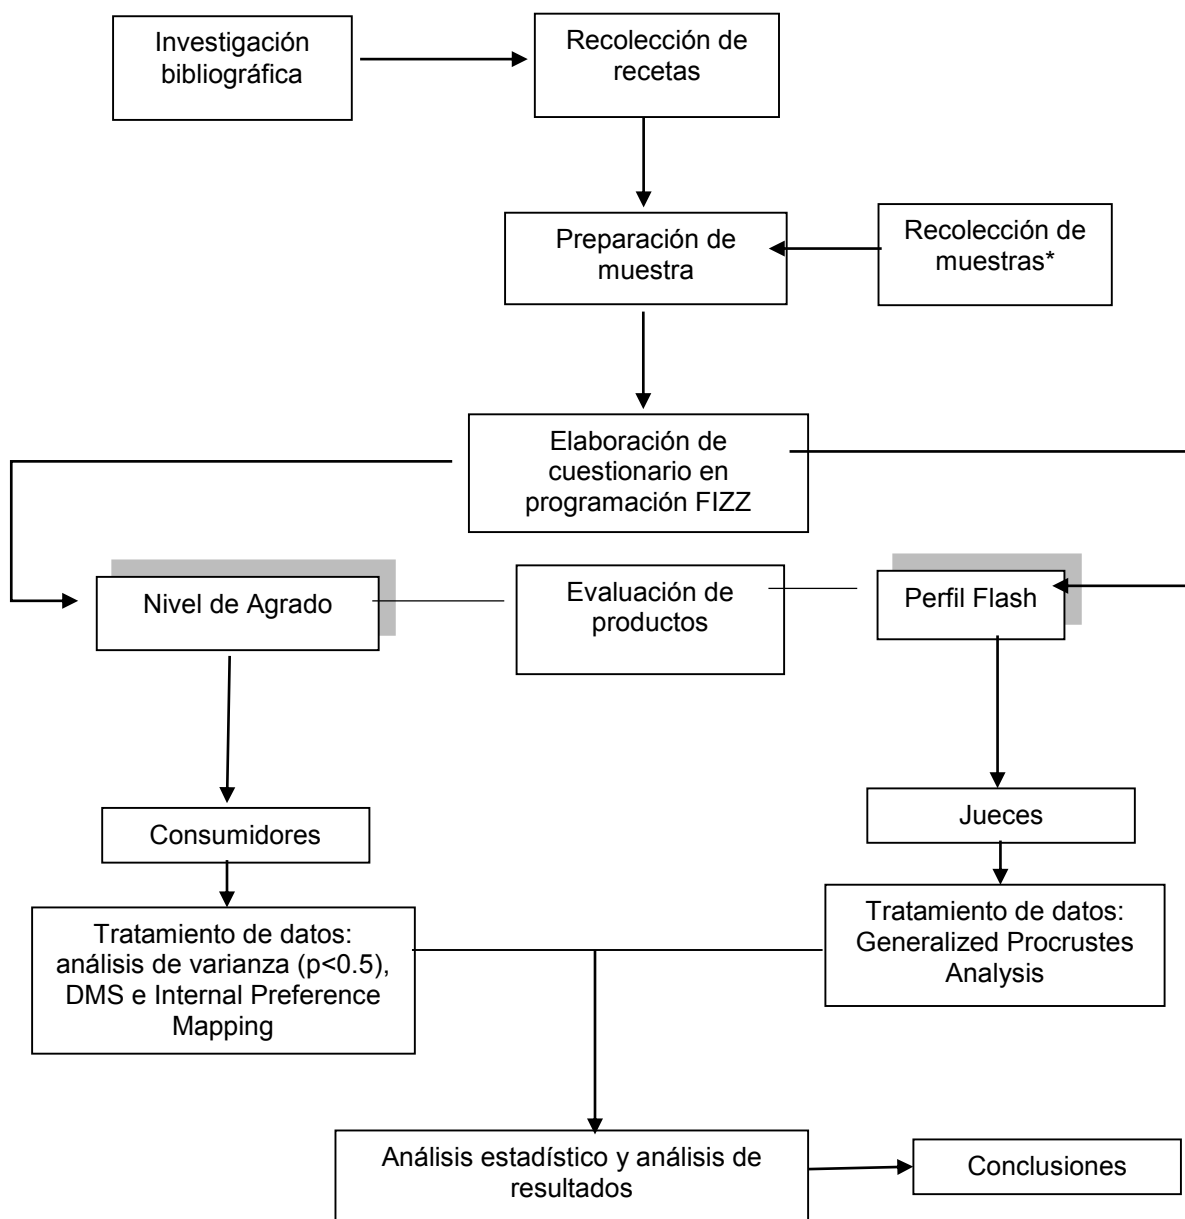 Investigación
bibliográfica
Recolección de
recetas
Preparación de
muestra
Recolección de
muestras*
Elaboración de
cuestionario en
programación FIZZ
Nivel de Agrado
Evaluación de
productos
Perfil Flash
Consumidores
Jueces
Tratamiento de datos:
análisis de varianza (p<0.5),
DMS e Internal Preference
Mapping
Tratamiento de datos:
Generalized Procrustes
Analysis
Análisis estadístico y análisis de
resultados
Conclusiones